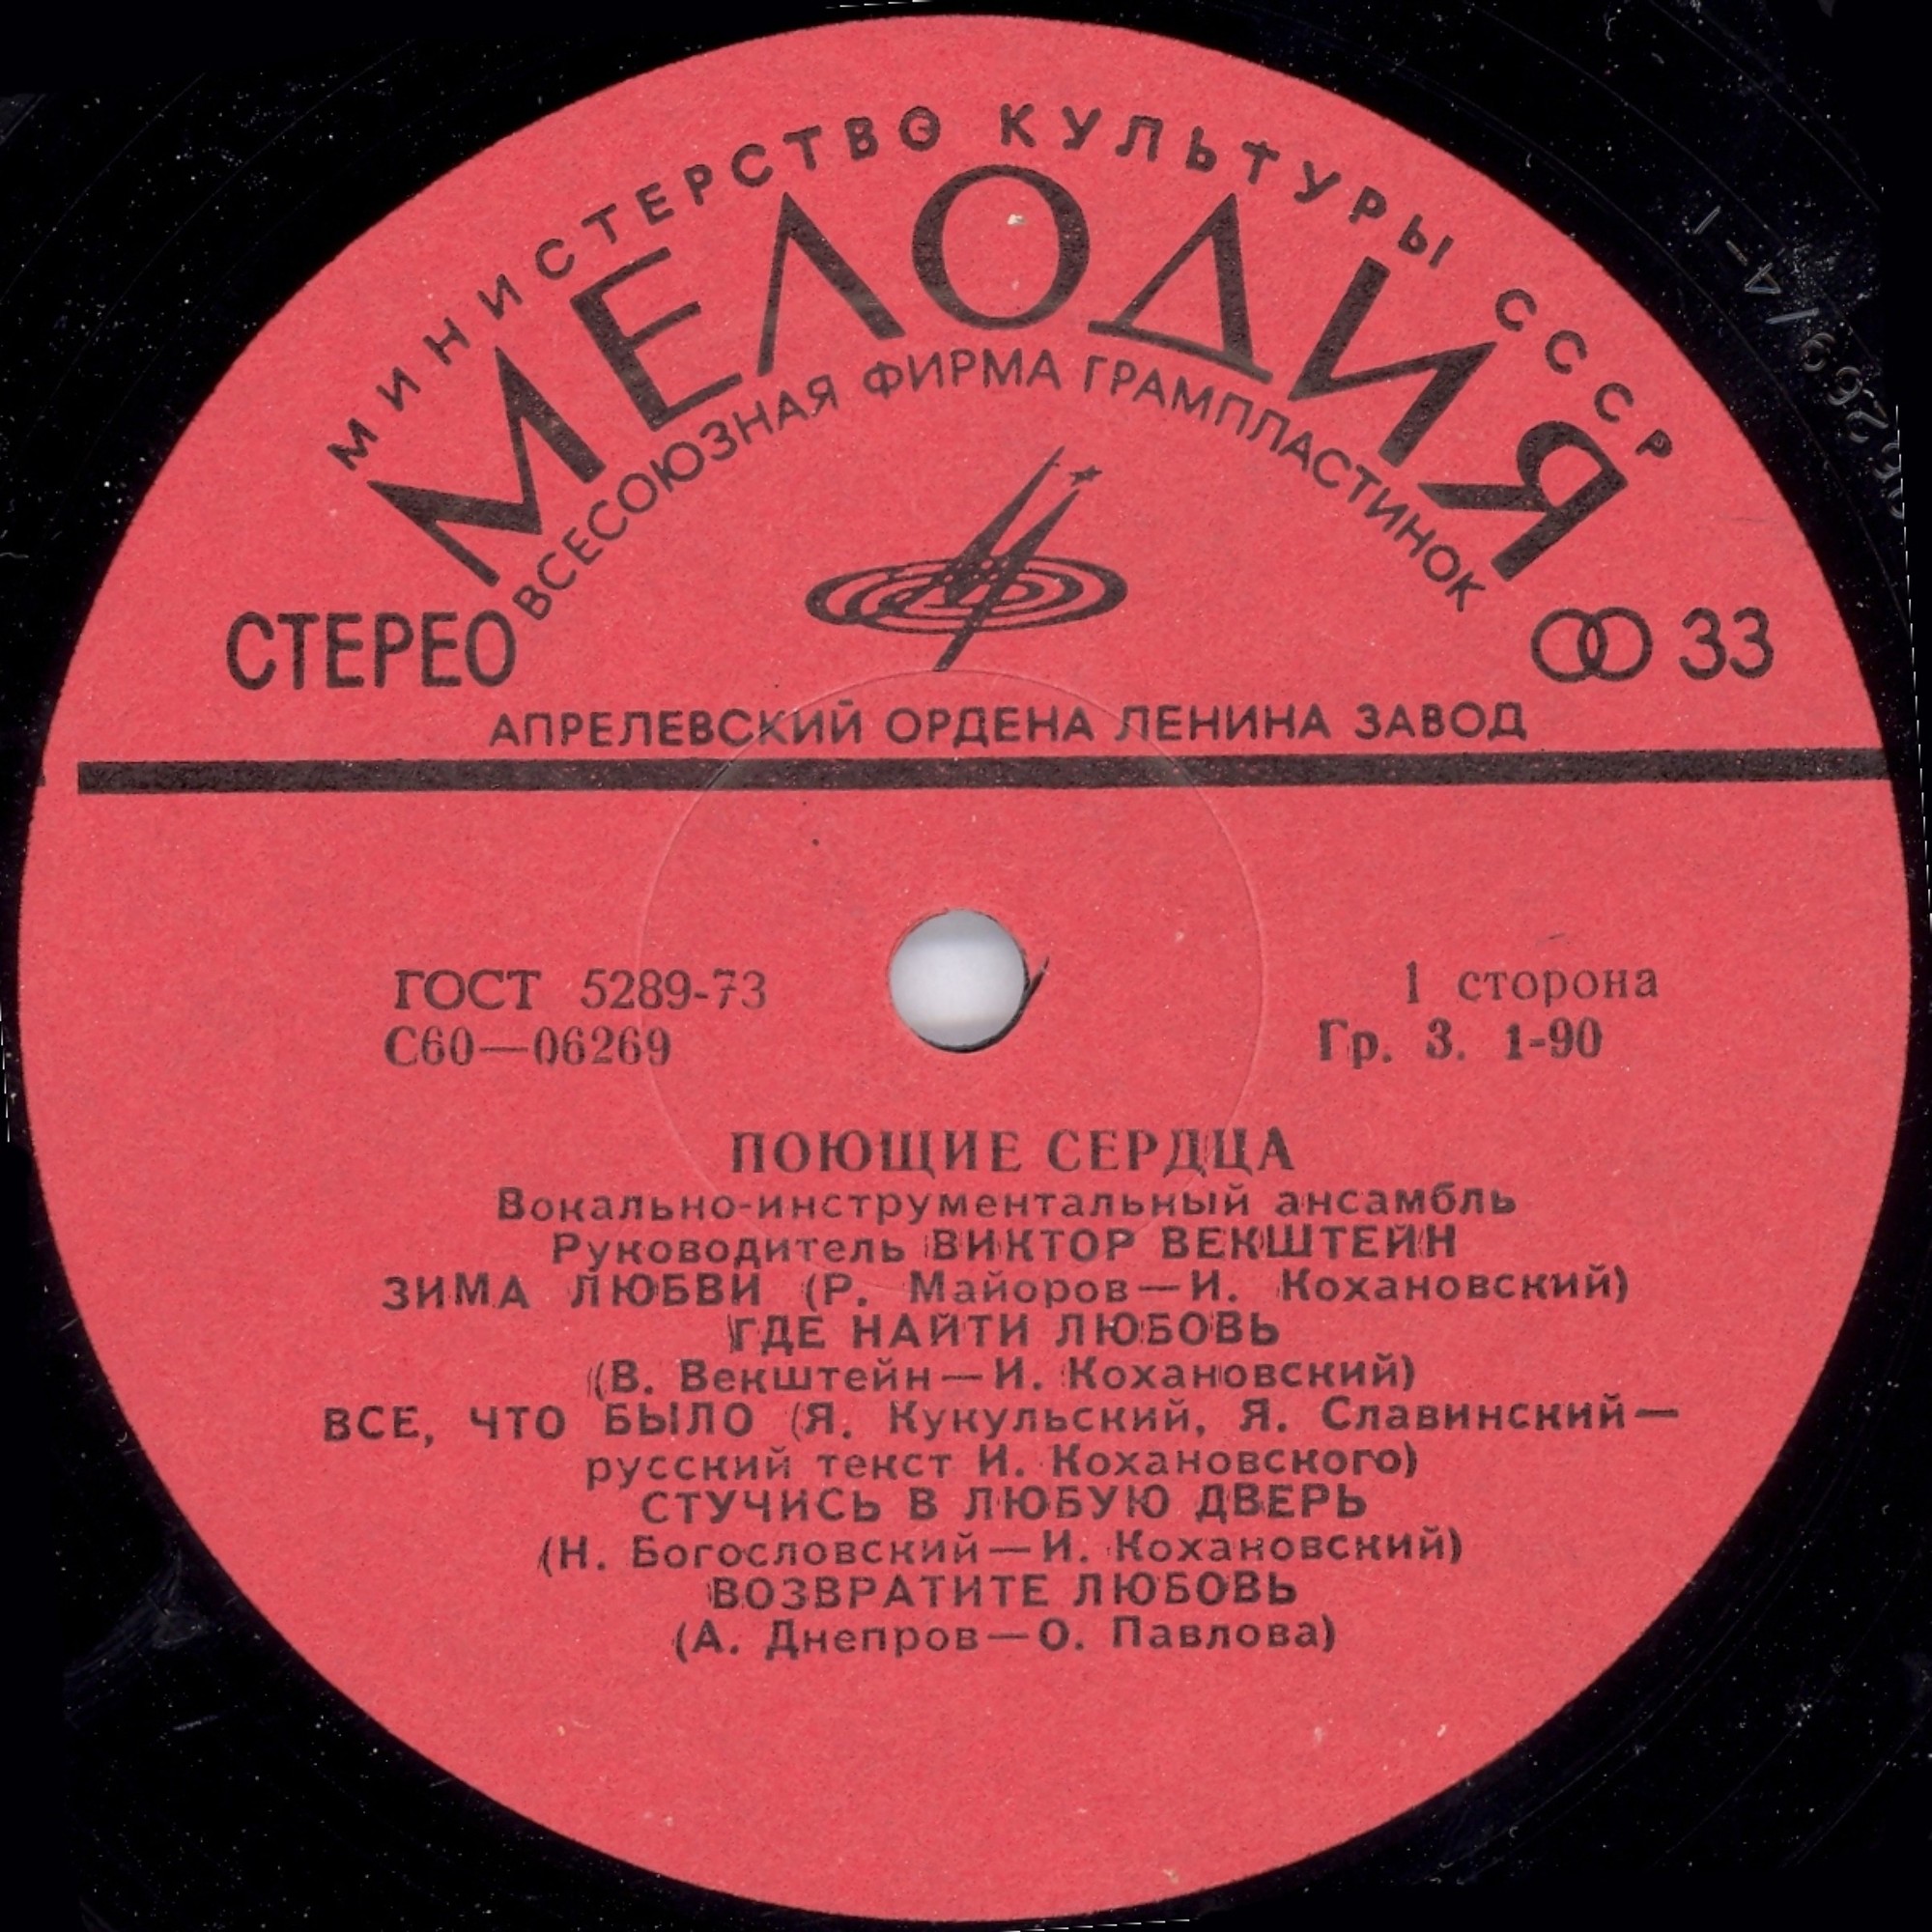 МИНИСТЕРСТВО КУЛЬТУРЫ СССР
МЕЛОДИЯ
ВСЕСОЮЗНАЯ ФИРМА ГРАМПЛАСТИНОК
СТЕРЕО
33
АПРЕЛЕВСКИЙ ОРДЕНА ЛЕНИНА ЗАВОД
ГОСТ 5289-73
С60—06269
1 сторона
Гр. 3. 1-90
ПОЮЩИЕ СЕРДЦА
Вокально-инструментальный ансамбль
Руководитель ВИКТОР ВЕКШТЕЙН
ЗИМА ЛЮБВИ (Р. Майоров—И. Кохановский)
ГДЕ НАЙТИ ЛЮБОВЬ
(В. Векштейн—И. Кохановский)
ВСЕ, ЧТО БЫЛО (Я. Кукульский, Я. Славинский—
русский текст И. Кохановского)
СТУЧИСЬ В ЛЮБУЮ ДВЕРЬ
(Н. Богословский—И. Кохановский)
ВОЗВРАТИТЕ ЛЮБОВЬ
(А. Днепров—О. Павлова)